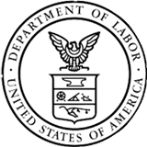 DEPARTMENT OF LABOR
UNITED STATES OF AMERICA